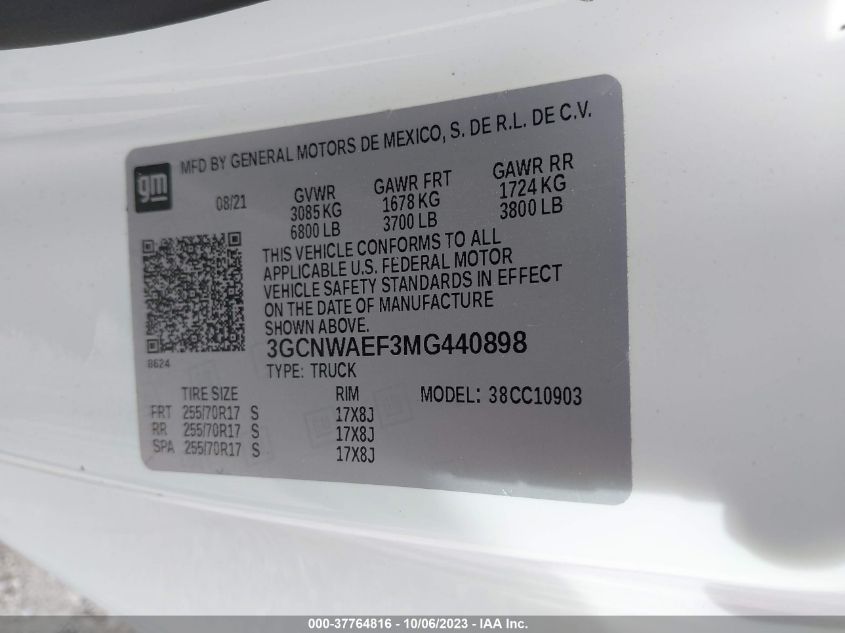 gm
MFD BY GENERAL MOTORS DE MEXICO, S. DE R.L. DE C.V.
08/21
GVWR
3085 KG
6800 LB
GAWR FRT
1678 KG
3700 LB
GAWR RR
1724 KG
3800 LB
THIS VEHICLE CONFORMS TO ALL
APPLICABLE U.S. FEDERAL MOTOR
VEHICLE SAFETY STANDARDS IN EFFECT
ON THE DATE OF MANUFACTURE
SHOWN ABOVE.
8624
3GCNWAEF3MG440898
TYPE: TRUCK
TIRE SIZE RIM MODEL: 38CC10903
FRT 255/70R17 S 17X8J
RR 255/70R17 S 17X8J
SPA 255/70R17 S 17X8J
000-37764816 - 10/06/2023 - IAA Inc.